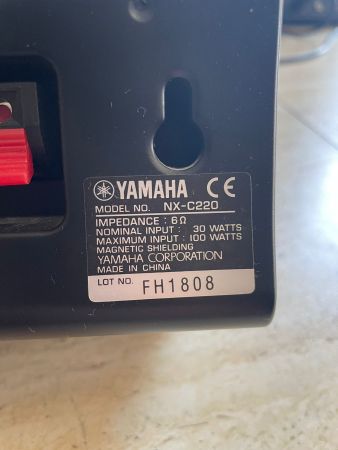 YAMAHA CE
MODEL NO. NX-C220
IMPEDANCE : 6Ω
NOMINAL INPUT : 30 WATTS
MAXIMUM INPUT : 100 WATTS
MAGNETIC SHIELDING
YAMAHA CORPORATION
MADE IN CHINA
LOT NO. FH1808